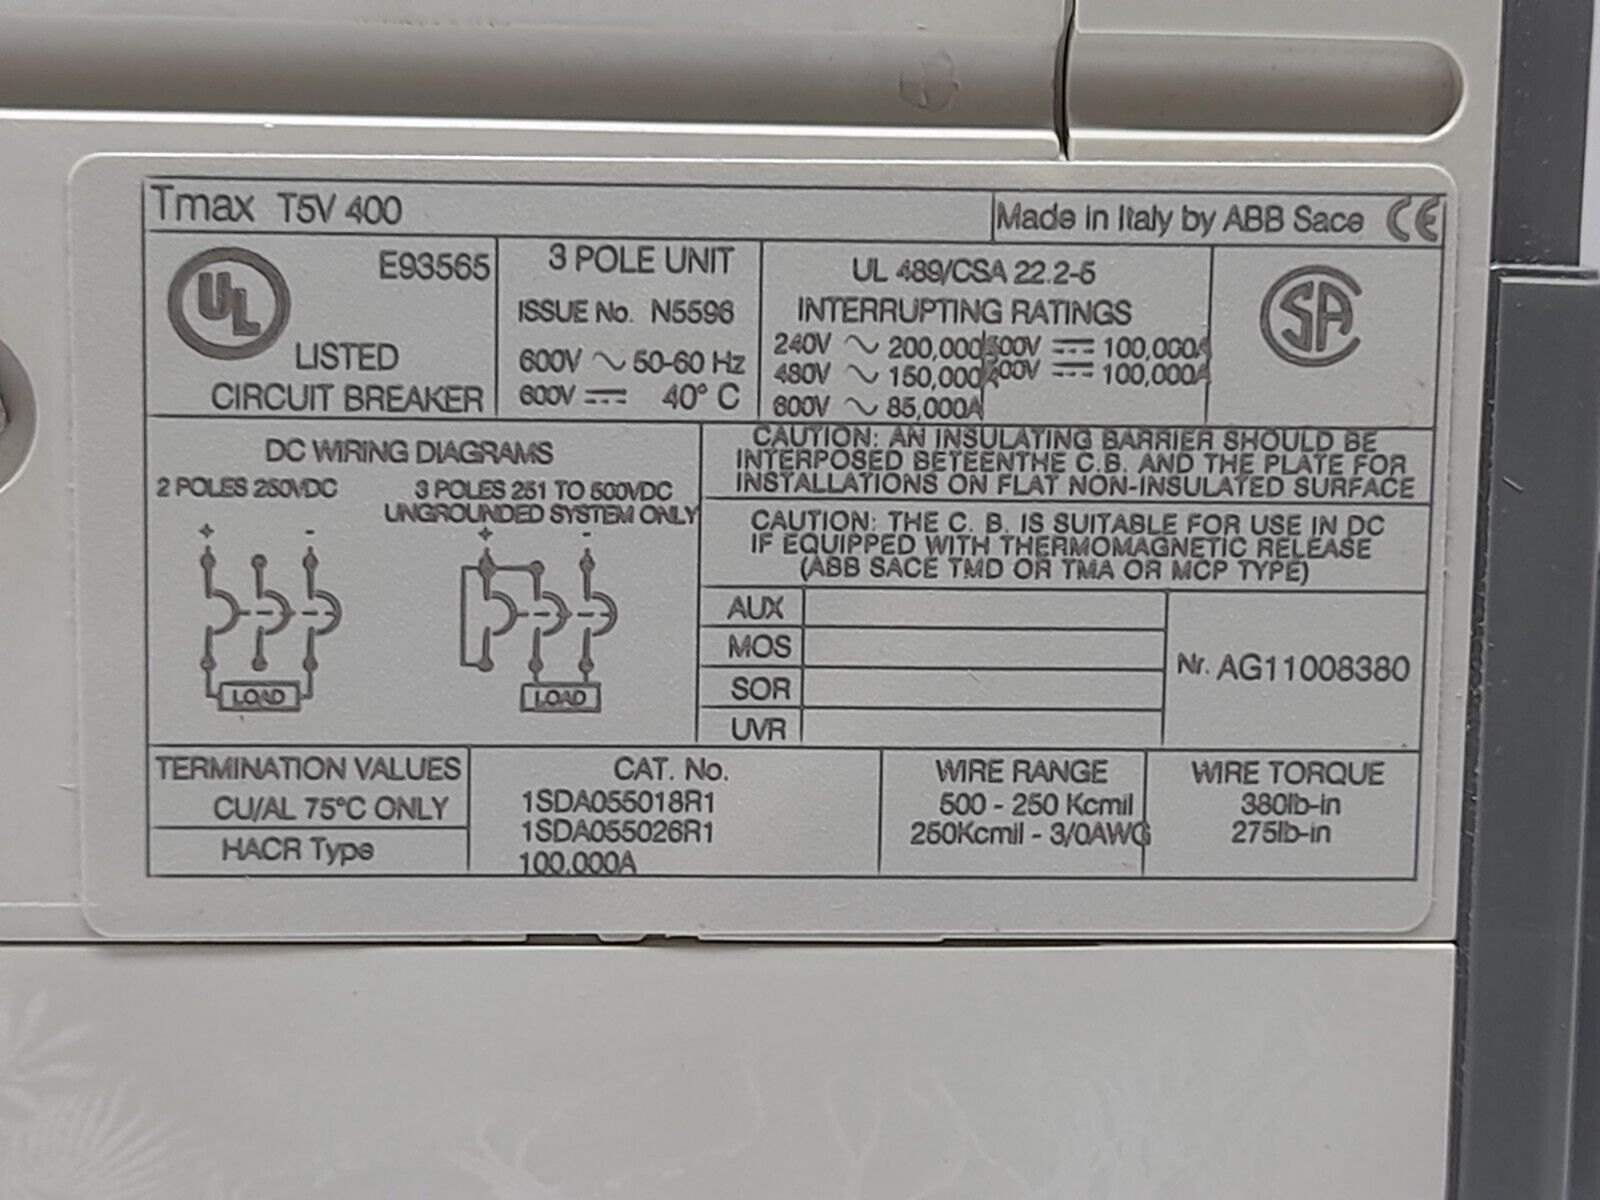 Tmax T5V 400
Made in Italy by ABB Sace CE
UL
E93565
LISTED
CIRCUIT BREAKER
3 POLE UNIT
ISSUE No. N5598
600V ~ 50-60 Hz
600V ⎓ 40° C
UL 489/CSA 22.2-5
INTERRUPTING RATINGS
240V ~ 200,000 500V ⎓ 100,000A
480V ~ 150,000 600V ⎓ 100,000A
600V ~ 85,000A
SA
DC WIRING DIAGRAMS
2 POLES 250VDC
3 POLES 251 TO 500VDC
UNGROUNDED SYSTEM ONLY
+ -
+ -
LOAD
LOAD
CAUTION: AN INSULATING BARRIER SHOULD BE
INTERPOSED BETEENTHE C.B. AND THE PLATE FOR
INSTALLATIONS ON FLAT NON-INSULATED SURFACE
CAUTION: THE C. B. IS SUITABLE FOR USE IN DC
IF EQUIPPED WITH THERMOMAGNETIC RELEASE
(ABB SACE TMD OR TMA OR MCP TYPE)
AUX
MOS
SOR
UVR
Nr. AG11008380
TERMINATION VALUES
CU/AL 75°C ONLY
HACR Type
CAT. No.
1SDA055018R1
1SDA055026R1
100,000A
WIRE RANGE
500 - 250 Kcmil
250Kcmil - 3/0AWG
WIRE TORQUE
380lb-in
275lb-in